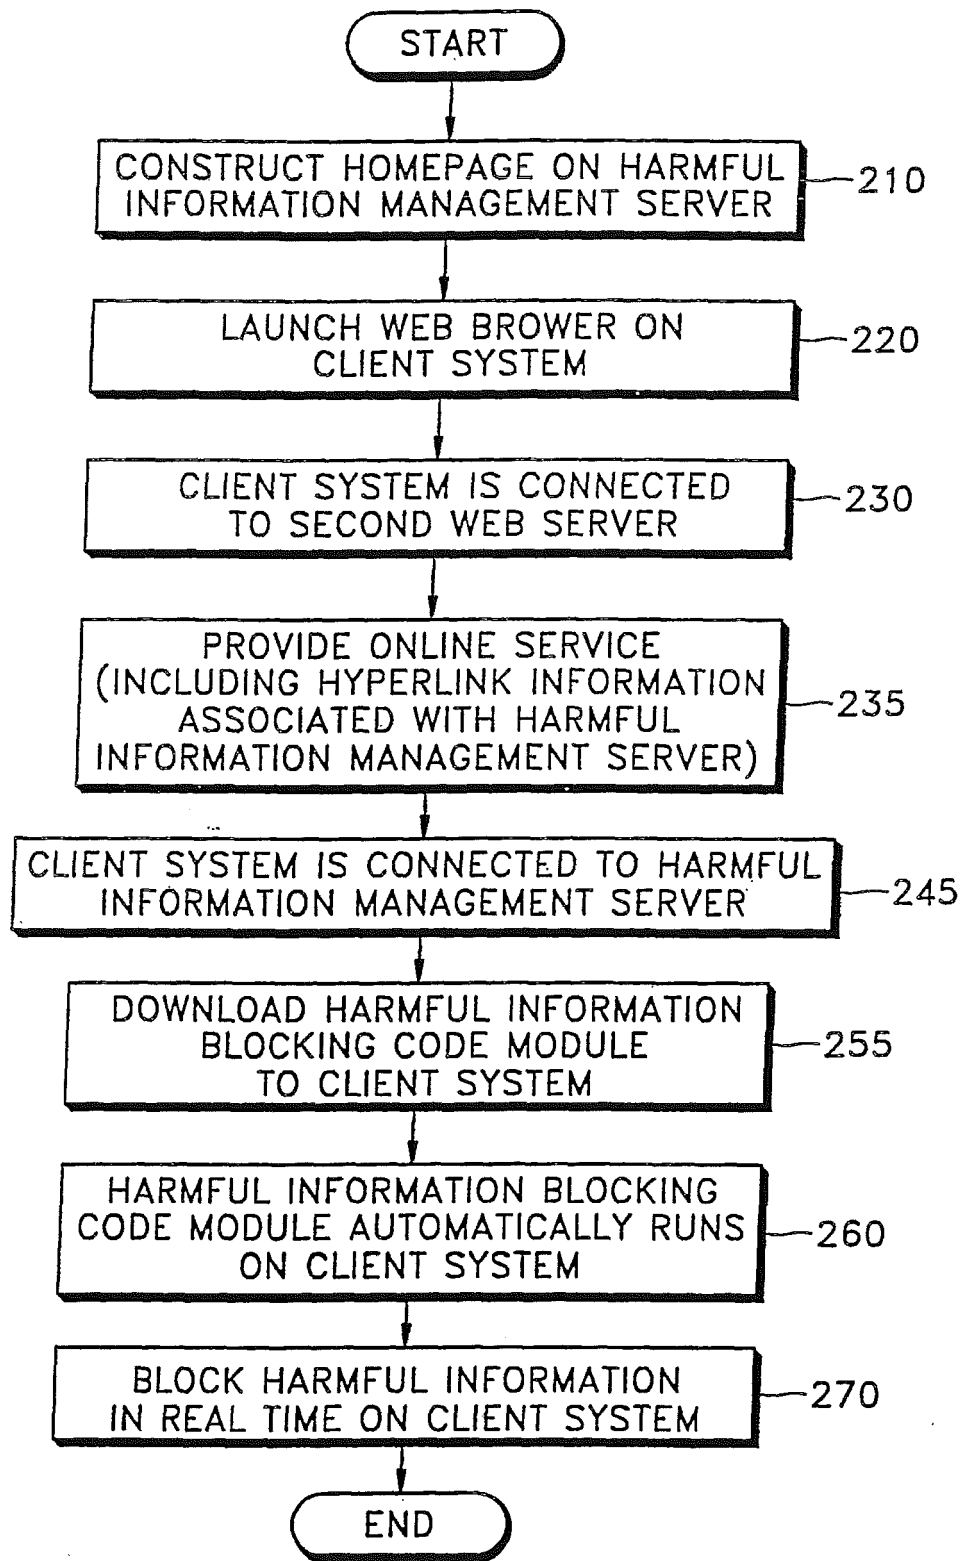 START
CONSTRUCT HOMEPAGE ON HARMFUL
INFORMATION MANAGEMENT SERVER
210
LAUNCH WEB BROWER ON
CLIENT SYSTEM
220
CLIENT SYSTEM IS CONNECTED
TO SECOND WEB SERVER
230
PROVIDE ONLINE SERVICE
(INCLUDING HYPERLINK INFORMATION
ASSOCIATED WITH HARMFUL
INFORMATION MANAGEMENT SERVER)
235
CLIENT SYSTEM IS CONNECTED TO HARMFUL
INFORMATION MANAGEMENT SERVER
245
DOWNLOAD HARMFUL INFORMATION
BLOCKING CODE MODULE
TO CLIENT SYSTEM
255
HARMFUL INFORMATION BLOCKING
CODE MODULE AUTOMATICALLY RUNS
ON CLIENT SYSTEM
260
BLOCK HARMFUL INFORMATION
IN REAL TIME ON CLIENT SYSTEM
270
END